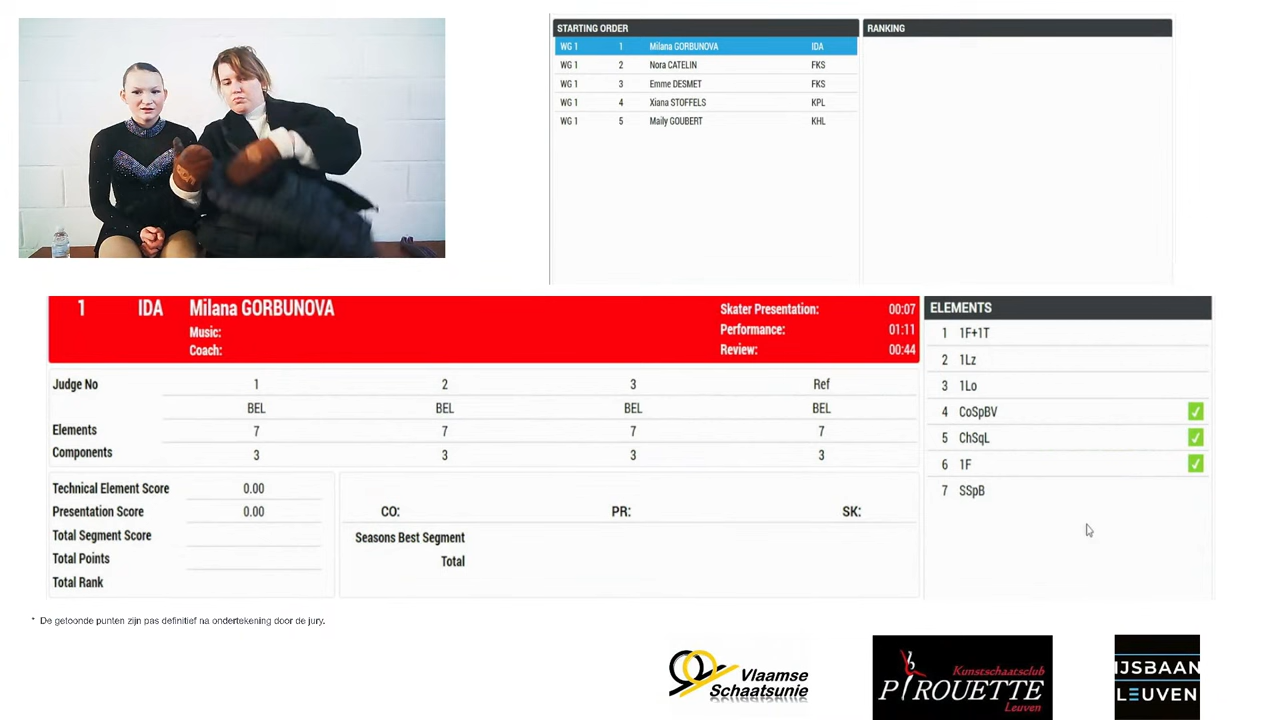 STARTING ORDER
WG 1 1 Milana GORBUNOVA IDA
WG 1 2 Nora CATELIN FKS
WG 1 3 Emme DESMET FKS
WG 1 4 Xiana STOFFELS KPL
WG 1 5 Maily GOUBERT KHL
RANKING
1 IDA Milana GORBUNOVA
Music:
Coach:
Skater Presentation: 00:07
Performance: 01:11
Review: 00:44
Judge No 1 2 3 Ref
BEL BEL BEL BEL
Elements 7 7 7 7
Components 3 3 3 3
Technical Element Score 0.00
Presentation Score 0.00
Total Segment Score
Total Points
Total Rank
CO: PR: SK:
Seasons Best Segment
Total
ELEMENTS
1 1F+1T
2 1Lz
3 1Lo
4 CoSpBV
5 ChSqL
6 1F
7 SSpB
* De getoonde punten zijn pas definitief na ondertekening door de jury.
Vlaamse
Schaatsunie
Kunstschaatsclub
PIROUETTE
Leuven
IJSBAAN
LEUVEN